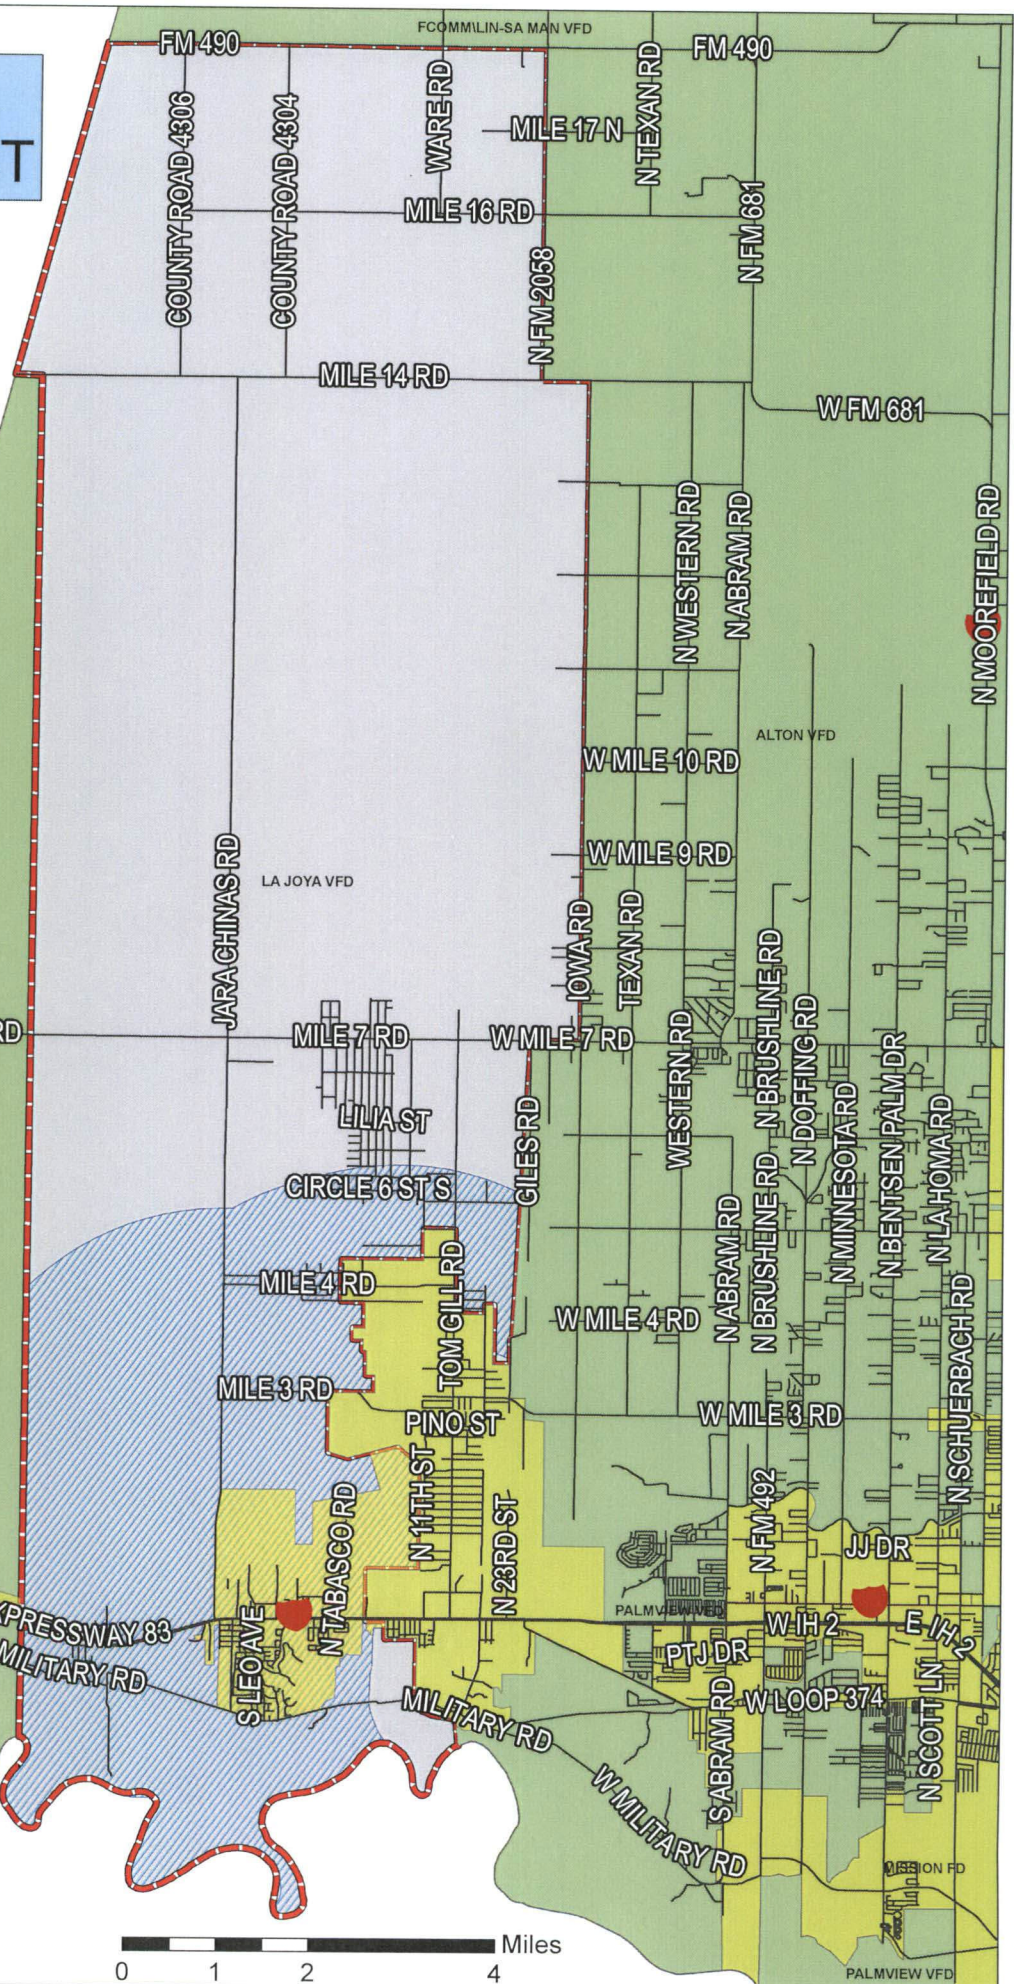 FCOMM\LIN-SA MAN VFD
FM 490
FM 490
T
COUNTY ROAD 4306
COUNTY ROAD 4304
WARE RD
MILE 17 N
N TEXAN RD
MILE 16 RD
N FM 681
N FM 2058
MILE 14 RD
W FM 681
N WESTERN RD
N ABRAM RD
N MOOREFIELD RD
ALTON VFD
W MILE 10 RD
W MILE 9 RD
JARACHINAS RD
LA JOYA VFD
IOWA RD
TEXAN RD
N BRUSHLINE RD
N DOFFING RD
RD
MILE 7 RD
W MILE 7 RD
WESTERN RD
N BENTSEN PALM DR
N MINNESOTA RD
N LA HOMA RD
LILIA ST
GILES RD
CIRCLE 6 ST S
N ABRAM RD
N BRUSHLINE RD
MILE 4 RD
TOM GILL RD
W MILE 4 RD
N SCHUERBACH RD
MILE 3 RD
PINO ST
W MILE 3 RD
N 11TH ST
N TABASCO RD
N 23RD ST
N FM 492
JJ DR
S LEO AVE
PALMVIEW VFD
XPRESSWAY 83
W IH 2
E IH 2
MILITARY RD
PTJ DR
S ABRAM RD
W LOOP 374
N SCOTT LN
MILITARY RD
W MILITARY RD
MISSION FD
Miles
0 1 2 4
PALMVIEW VFD